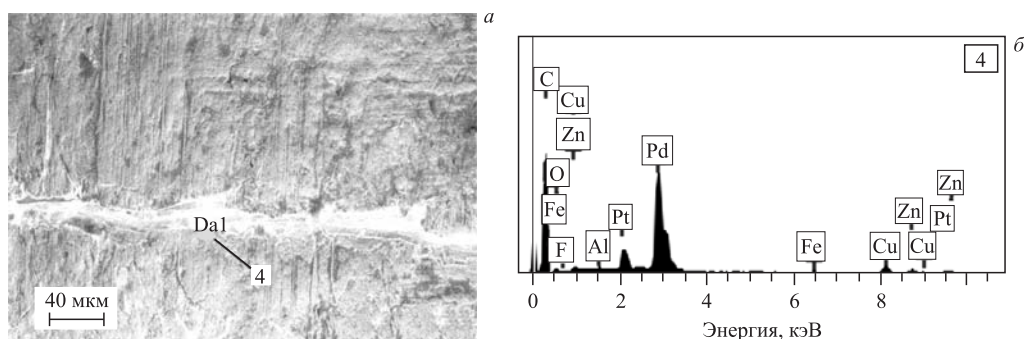 а
Da1
4
40 мкм
б
4
C
Cu
Zn
O
Fe
F
Al
Pt
Pd
Fe
Cu
Zn
Cu
Pt
Zn
0 2 4 6 8
Энергия, кэВ